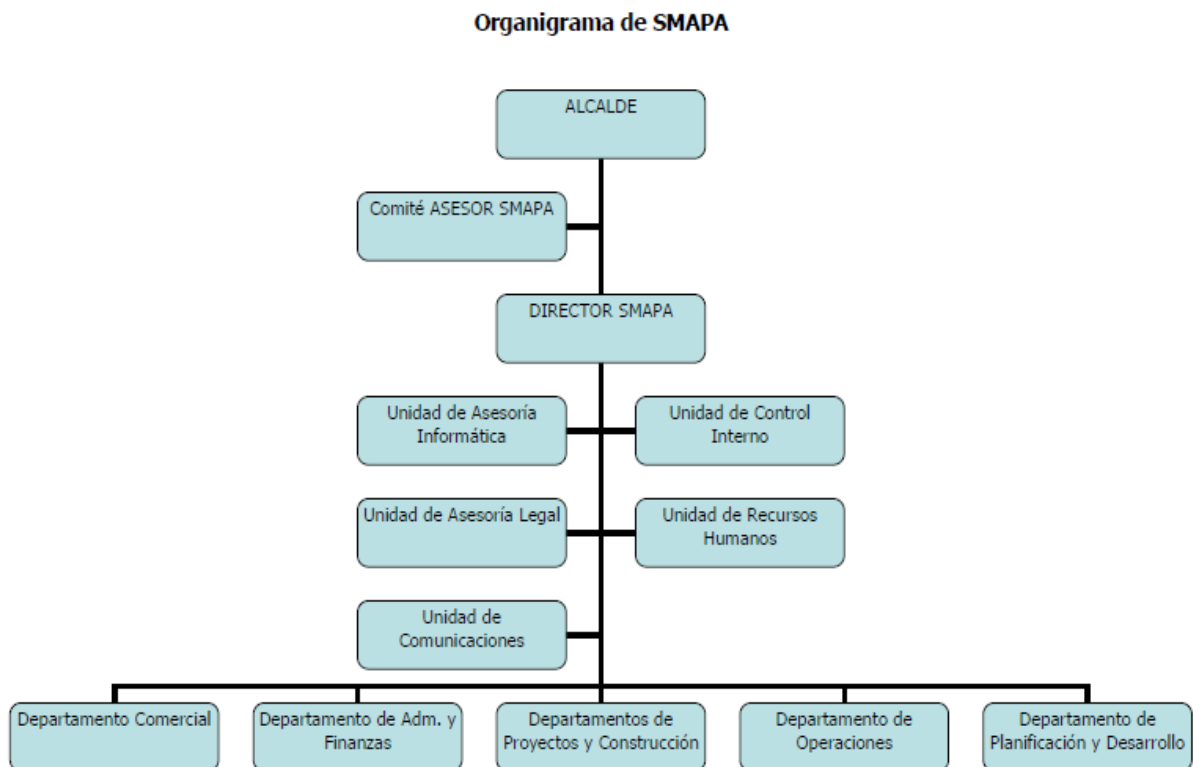 Organigrama de SMAPA
ALCALDE
Comité ASESOR SMAPA
DIRECTOR SMAPA
Unidad de Asesoría
Informática
Unidad de Control
Interno
Unidad de Asesoría Legal
Unidad de Recursos
Humanos
Unidad de
Comunicaciones
Departamento Comercial
Departamento de Adm. y
Finanzas
Departamentos de
Proyectos y Construcción
Departamento de
Operaciones
Departamento de
Planificación y Desarrollo